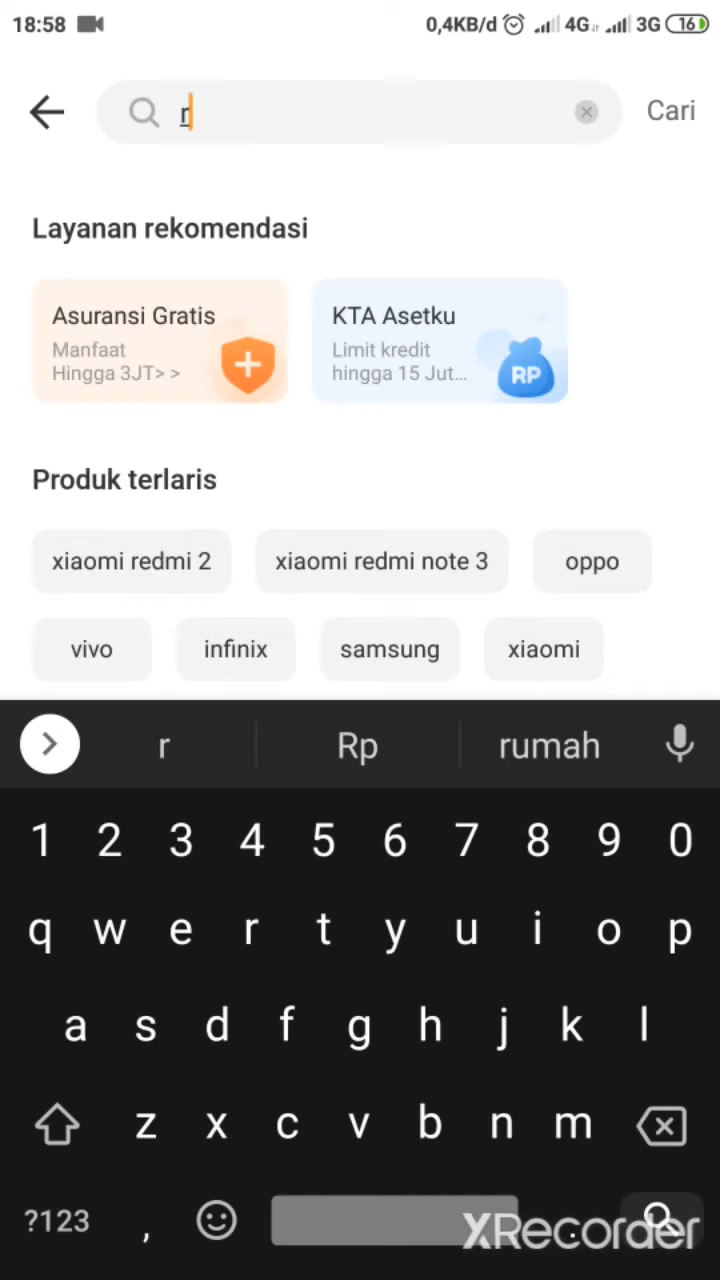 18:58 0,4KB/d 4G 3G 16
r Cari
Layanan rekomendasi
Asuransi Gratis
Manfaat
Hingga 3JT> >
KTA Asetku
Limit kredit
hingga 15 Jut...
RP
Produk terlaris
xiaomi redmi 2 xiaomi redmi note 3 oppo
vivo infinix samsung xiaomi
r Rp rumah
1 2 3 4 5 6 7 8 9 0
q w e r t y u i o p
a s d f g h j k l
z x c v b n m
?123 , .
XRecorder